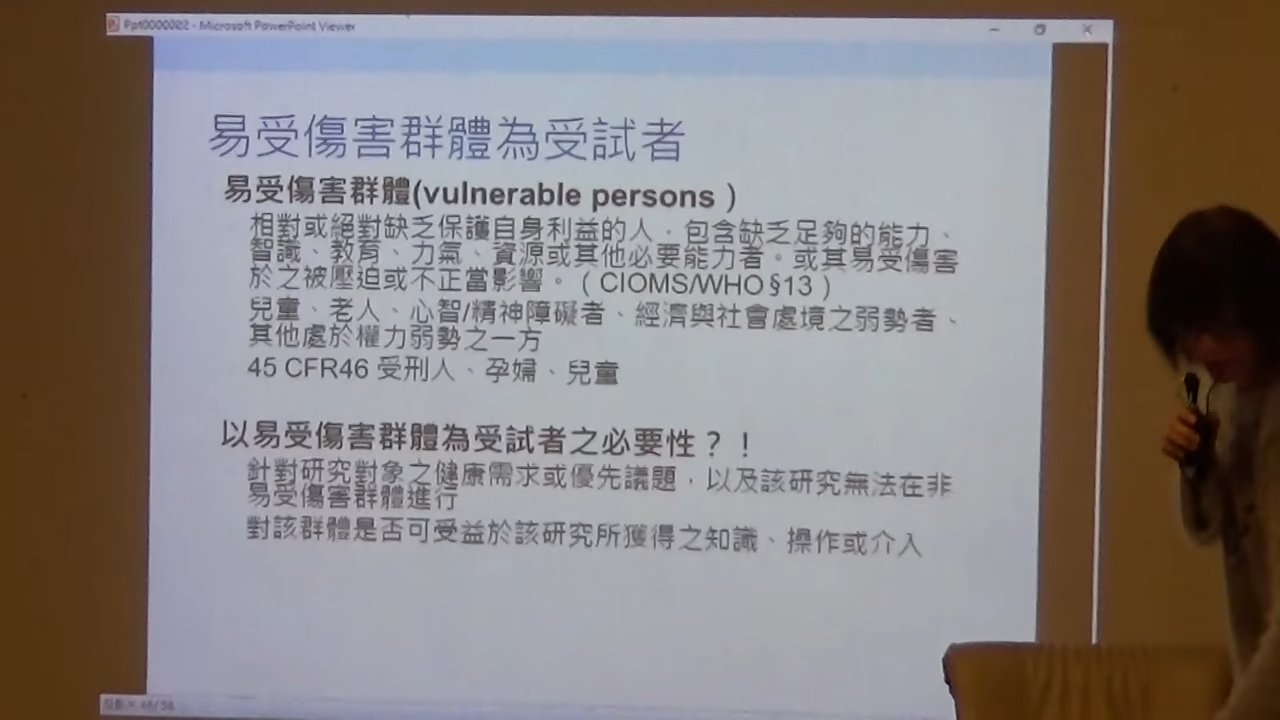 Ppt0000002 - Microsoft PowerPoint Viewer
易受傷害群體為受試者
易受傷害群體(vulnerable persons )
相對或絕對缺乏保護自身利益的人，包含缺乏足夠的能力、
智識、教育、力氣、資源或其他必要能力者。或其易受傷害
於之被壓迫或不正當影響。（CIOMS/WHO§13）
兒童、老人、心智/精神障礙者、經濟與社會處境之弱勢者、
其他處於權力弱勢之一方
45 CFR46 受刑人、孕婦、兒童
以易受傷害群體為受試者之必要性？！
針對研究對象之健康需求或優先議題，以及該研究無法在非
易受傷害群體進行
對該群體是否可受益於該研究所獲得之知識、操作或介入